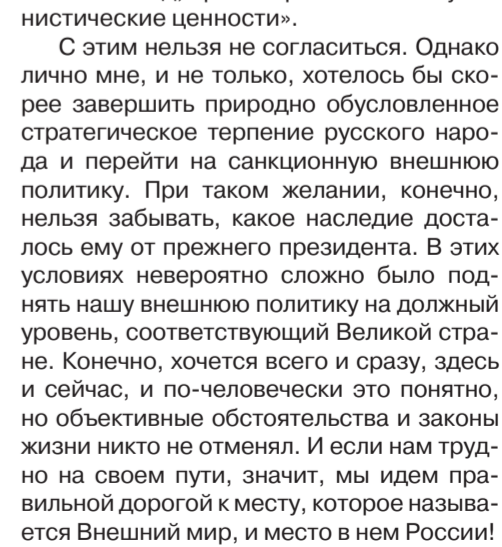 нистические ценности».
С этим нельзя не согласиться. Однако
лично мне, и не только, хотелось бы ско-
рее завершить природно обусловленное
стратегическое терпение русского наро-
да и перейти на санкционную внешнюю
политику. При таком желании, конечно,
нельзя забывать, какое наследие доста-
лось ему от прежнего президента. В этих
условиях невероятно сложно было под-
нять нашу внешнюю политику на должный
уровень, соответствующий Великой стра-
не. Конечно, хочется всего и сразу, здесь
и сейчас, и по-человечески это понятно,
но объективные обстоятельства и законы
жизни никто не отменял. И если нам труд-
но на своем пути, значит, мы идем пра-
вильной дорогой к месту, которое называ-
ется Внешний мир, и место в нем России!